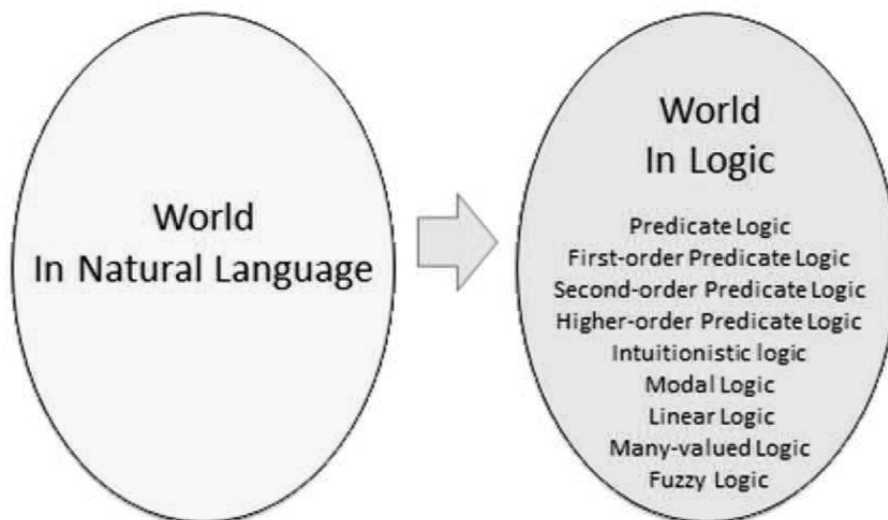 World
In Natural Language
World
In Logic
Predicate Logic
First-order Predicate Logic
Second-order Predicate Logic
Higher-order Predicate Logic
Intuitionistic logic
Modal Logic
Linear Logic
Many-valued Logic
Fuzzy Logic